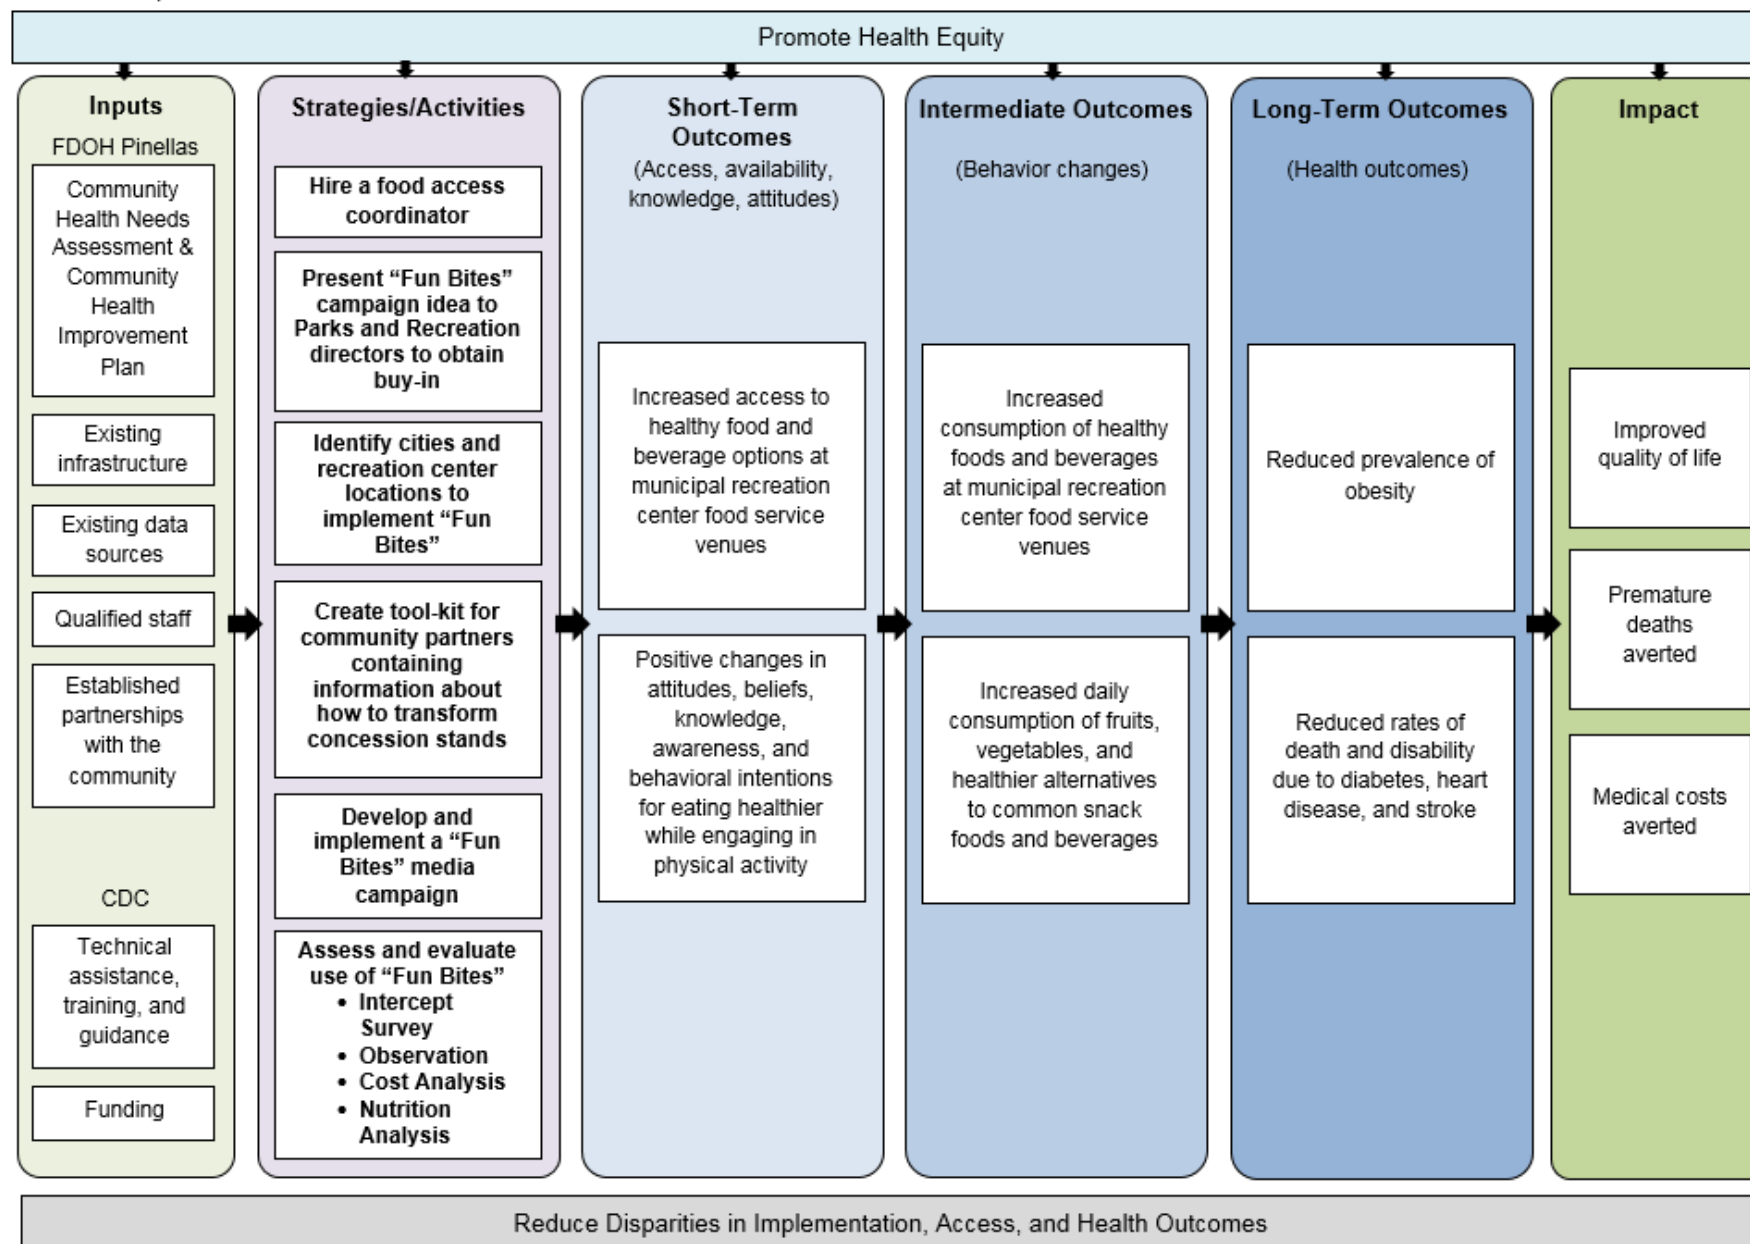 Promote Health Equity
Inputs
FDOH Pinellas
Community
Health Needs
Assessment &
Community
Health
Improvement
Plan
Existing
infrastructure
Existing data
sources
Qualified staff
Established
partnerships
with the
community
CDC
Technical
assistance,
training, and
guidance
Funding
Strategies/Activities
Hire a food access
coordinator
Present “Fun Bites”
campaign idea to
Parks and Recreation
directors to obtain
buy-in
Identify cities and
recreation center
locations to
implement “Fun
Bites”
Create tool-kit for
community partners
containing
information about
how to transform
concession stands
Develop and
implement a “Fun
Bites” media
campaign
Assess and evaluate
use of “Fun Bites”
• Intercept
Survey
• Observation
• Cost Analysis
• Nutrition
Analysis
Short-Term
Outcomes
(Access, availability,
knowledge, attitudes)
Increased access to
healthy food and
beverage options at
municipal recreation
center food service
venues
Positive changes in
attitudes, beliefs,
knowledge,
awareness, and
behavioral intentions
for eating healthier
while engaging in
physical activity
Intermediate Outcomes
(Behavior changes)
Increased
consumption of healthy
foods and beverages
at municipal recreation
center food service
venues
Increased daily
consumption of fruits,
vegetables, and
healthier alternatives
to common snack
foods and beverages
Long-Term Outcomes
(Health outcomes)
Reduced prevalence of
obesity
Reduced rates of
death and disability
due to diabetes, heart
disease, and stroke
Impact
Improved
quality of life
Premature
deaths
averted
Medical costs
averted
Reduce Disparities in Implementation, Access, and Health Outcomes